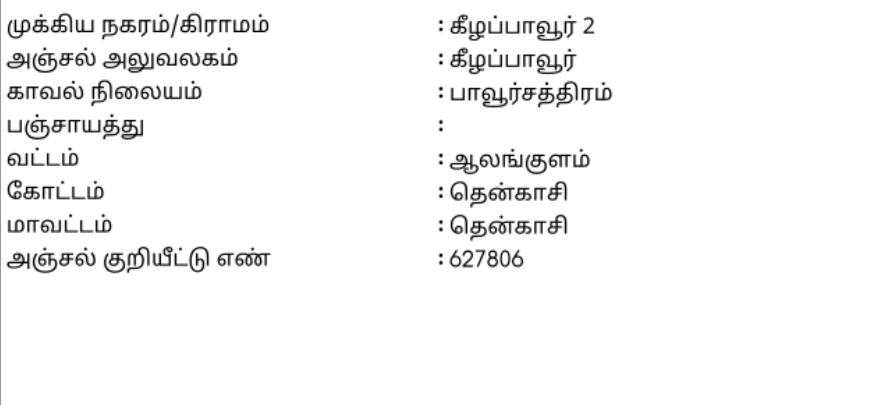 முக்கிய நகரம்/கிராமம் : கீழப்பாவூர் 2
அஞ்சல் அலுவலகம் : கீழப்பாவூர்
காவல் நிலையம் : பாவூர்சத்திரம்
பஞ்சாயத்து :
வட்டம் : ஆலங்குளம்
கோட்டம் : தென்காசி
மாவட்டம் : தென்காசி
அஞ்சல் குறியீட்டு எண் : 627806